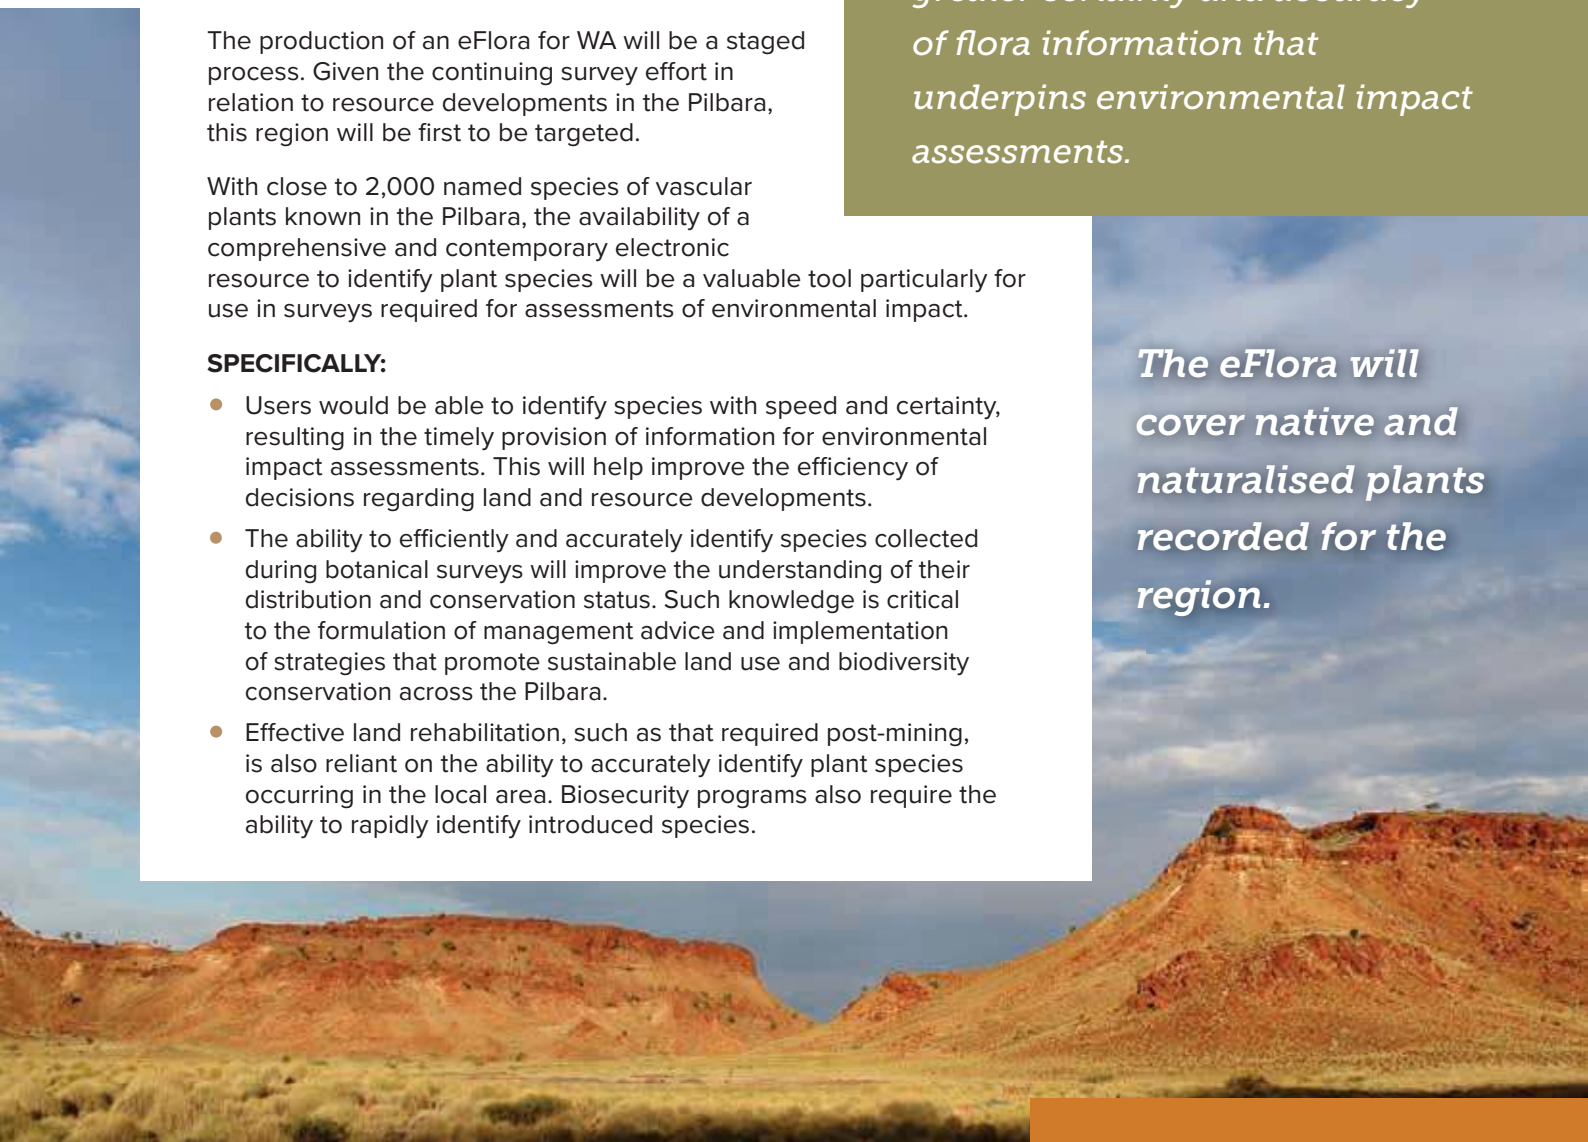 The production of an eFlora for WA will be a staged
process. Given the continuing survey effort in
relation to resource developments in the Pilbara,
this region will be first to be targeted.
With close to 2,000 named species of vascular
plants known in the Pilbara, the availability of a
comprehensive and contemporary electronic
resource to identify plant species will be a valuable tool particularly for
use in surveys required for assessments of environmental impact.
SPECIFICALLY:
Users would be able to identify species with speed and certainty,
resulting in the timely provision of information for environmental
impact assessments. This will help improve the efficiency of
decisions regarding land and resource developments.
The ability to efficiently and accurately identify species collected
during botanical surveys will improve the understanding of their
distribution and conservation status. Such knowledge is critical
to the formulation of management advice and implementation
of strategies that promote sustainable land use and biodiversity
conservation across the Pilbara.
Effective land rehabilitation, such as that required post-mining,
is also reliant on the ability to accurately identify plant species
occurring in the local area. Biosecurity programs also require the
ability to rapidly identify introduced species.
greater certainty and accuracy
of flora information that
underpins environmental impact
assessments.
The eFlora will
cover native and
naturalised plants
recorded for the
region.